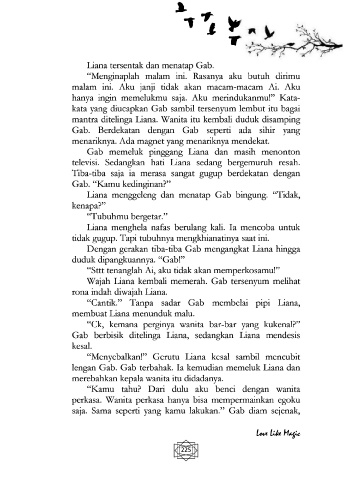 Liana tersentak dan menatap Gab.
“Menginaplah malam ini. Rasanya aku butuh dirimu
malam ini. Aku janji tidak akan macam-macam Ai. Aku
hanya ingin memelukmu saja. Aku merindukanmu!” Kata-
kata yang diucapkan Gab sambil tersenyum lembut itu bagai
mantra ditelinga Liana. Wanita itu kembali duduk disamping
Gab. Berdekatan dengan Gab seperti ada sihir yang
menariknya. Ada magnet yang menariknya mendekat.
Gab memeluk pinggang Liana dan masih menonton
televisi. Sedangkan hati Liana sedang bergemuruh resah.
Tiba-tiba saja ia merasa sangat gugup berdekatan dengan
Gab. “Kamu kedinginan?”
Liana menggeleng dan menatap Gab bingung. “Tidak,
kenapa?”
“Tubuhmu bergetar.”
Liana menghela nafas berulang kali. Ia mencoba untuk
tidak gugup. Tapi tubuhnya mengkhianatinya saat ini.
Dengan gerakan tiba-tiba Gab mengangkat Liana hingga
duduk dipangkuannya. “Gab!”
“Sttt tenanglah Ai, aku tidak akan memperkosamu!”
Wajah Liana kembali memerah. Gab tersenyum melihat
rona indah diwajah Liana.
“Cantik.” Tanpa sadar Gab membelai pipi Liana,
membuat Liana menunduk malu.
“Ck, kemana perginya wanita bar-bar yang kukenal?”
Gab berbisik ditelinga Liana, sedangkan Liana mendesis
kesal.
“Menyebalkan!” Gerutu Liana kesal sambil mencubit
lengan Gab. Gab terbahak. Ia kemudian memeluk Liana dan
merebahkan kepala wanita itu didadanya.
“Kamu tahu? Dari dulu aku benci dengan wanita
perkasa. Wanita perkasa hanya bisa mempermainkan egoku
saja. Sama seperti yang kamu lakukan.” Gab diam sejenak,
Love Like Magic
225